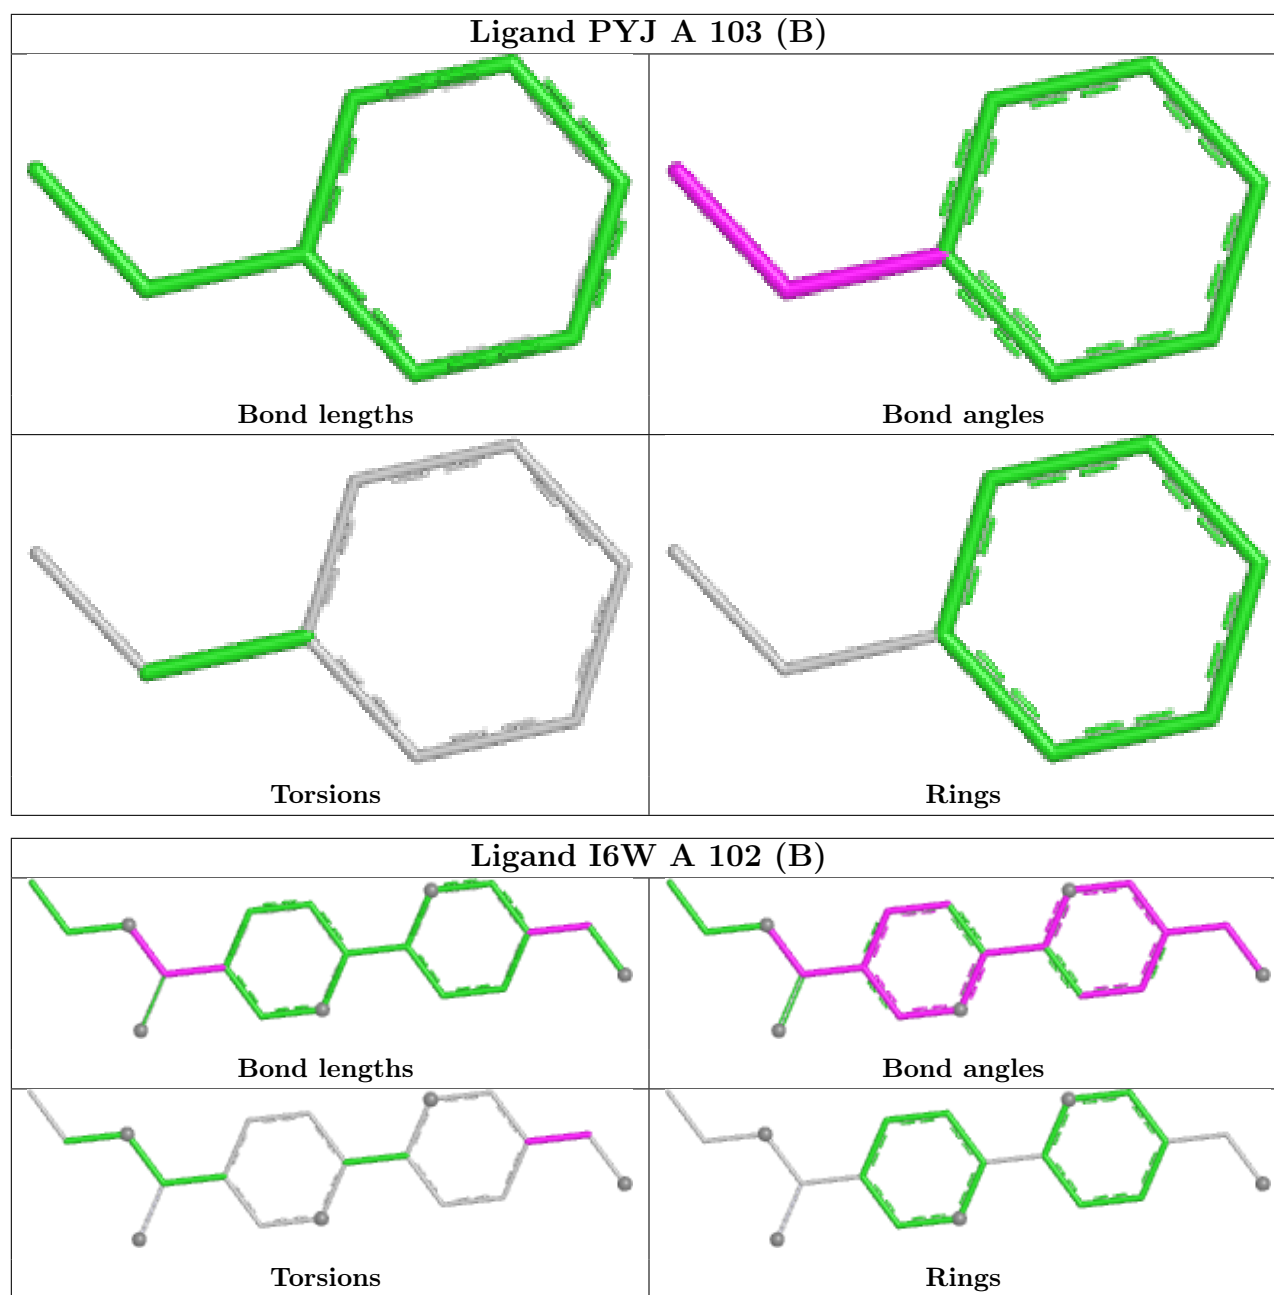 Ligand PYJ A 103 (B)
Bond lengths
Bond angles
Torsions
Rings
Ligand I6W A 102 (B)
Bond lengths
Bond angles
Torsions
Rings